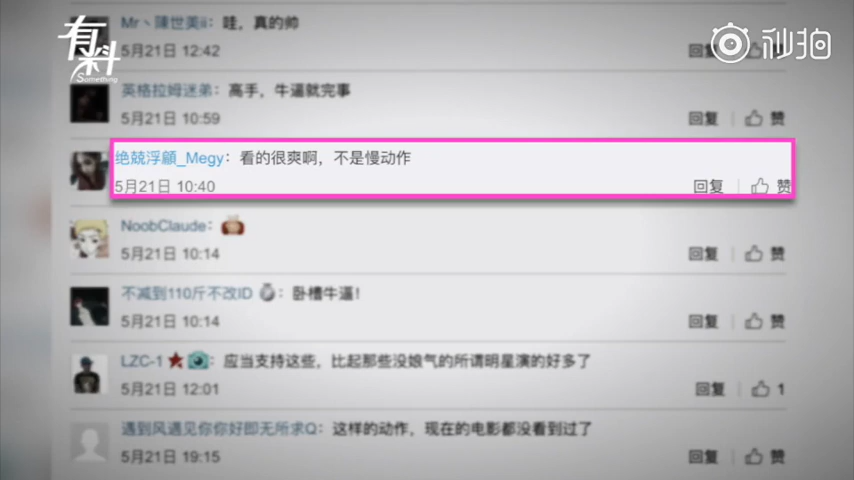 有料
Something
秒拍
Mr丶陳世美ii：哇，真的帅
5月21日 12:42
回复
英格拉姆迷弟：高手，牛逼就完事
5月21日 10:59
回复 赞
绝兢浮顧_Megy：看的很爽啊，不是慢动作
5月21日 10:40
回复 赞
NoobClaude：
5月21日 10:14
回复 赞
不减到110斤不改ID：卧槽牛逼！
5月21日 10:14
回复 赞
LZC-1：应当支持这些，比起那些没娘气的所谓明星演的好多了
5月21日 12:01
回复 1
遇到风遇见你你好即无所求Q：这样的动作，现在的电影都没看到过了
5月21日 19:15
回复 赞